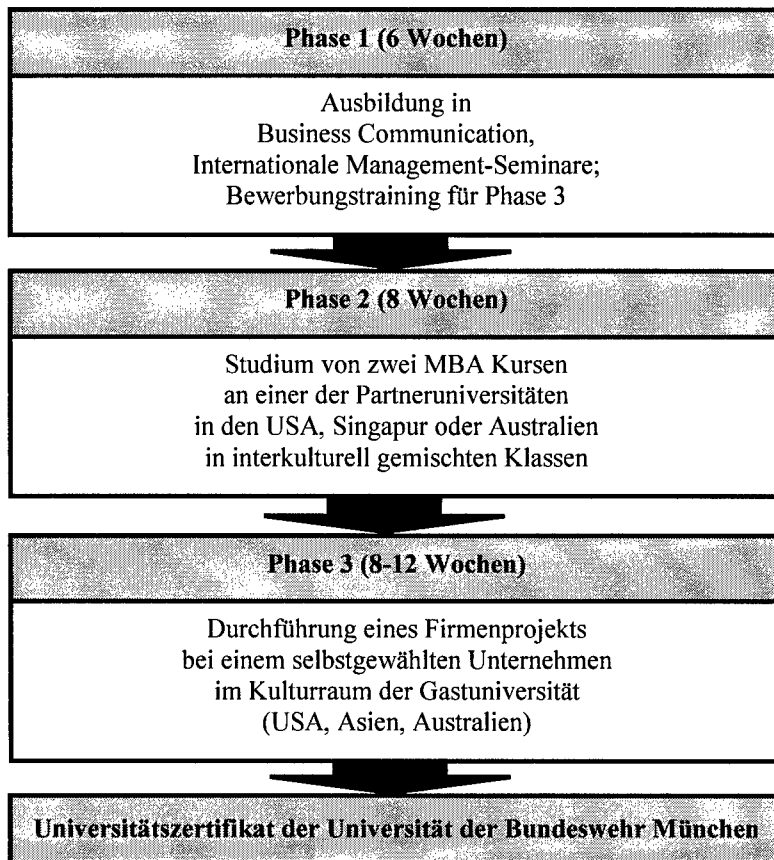 Phase 1 (6 Wochen)
Ausbildung in
Business Communication,
Internationale Management-Seminare;
Bewerbungstraining für Phase 3
Phase 2 (8 Wochen)
Studium von zwei MBA Kursen
an einer der Partneruniversitäten
in den USA, Singapur oder Australien
in interkulturell gemischten Klassen
Phase 3 (8-12 Wochen)
Durchführung eines Firmenprojekts
bei einem selbstgewählten Unternehmen
im Kulturraum der Gastuniversität
(USA, Asien, Australien)
Universitätszertifikat der Universität der Bundeswehr München